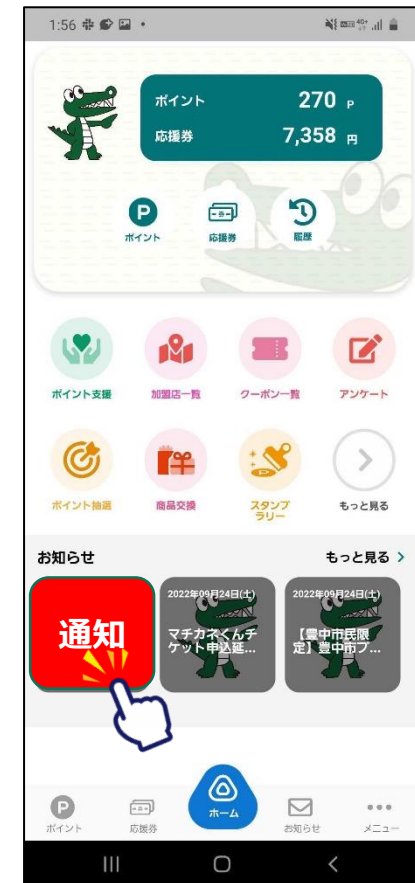 1:56
ポイント 270 P
応援券 7,358 円
P
ポイント 応援券 履歴
ポイント支援 加盟店一覧 クーポン一覧 アンケート
ポイント抽選 商品交換 スタンプラリー もっと見る
お知らせ もっと見る
通知
2022年09月24日(土)
マチカネくんチ
ケット申込延...
2022年09月24日(土)
【豊中市民限
定】豊中市プ...
P
ポイント 応援券 ホーム お知らせ メニュー